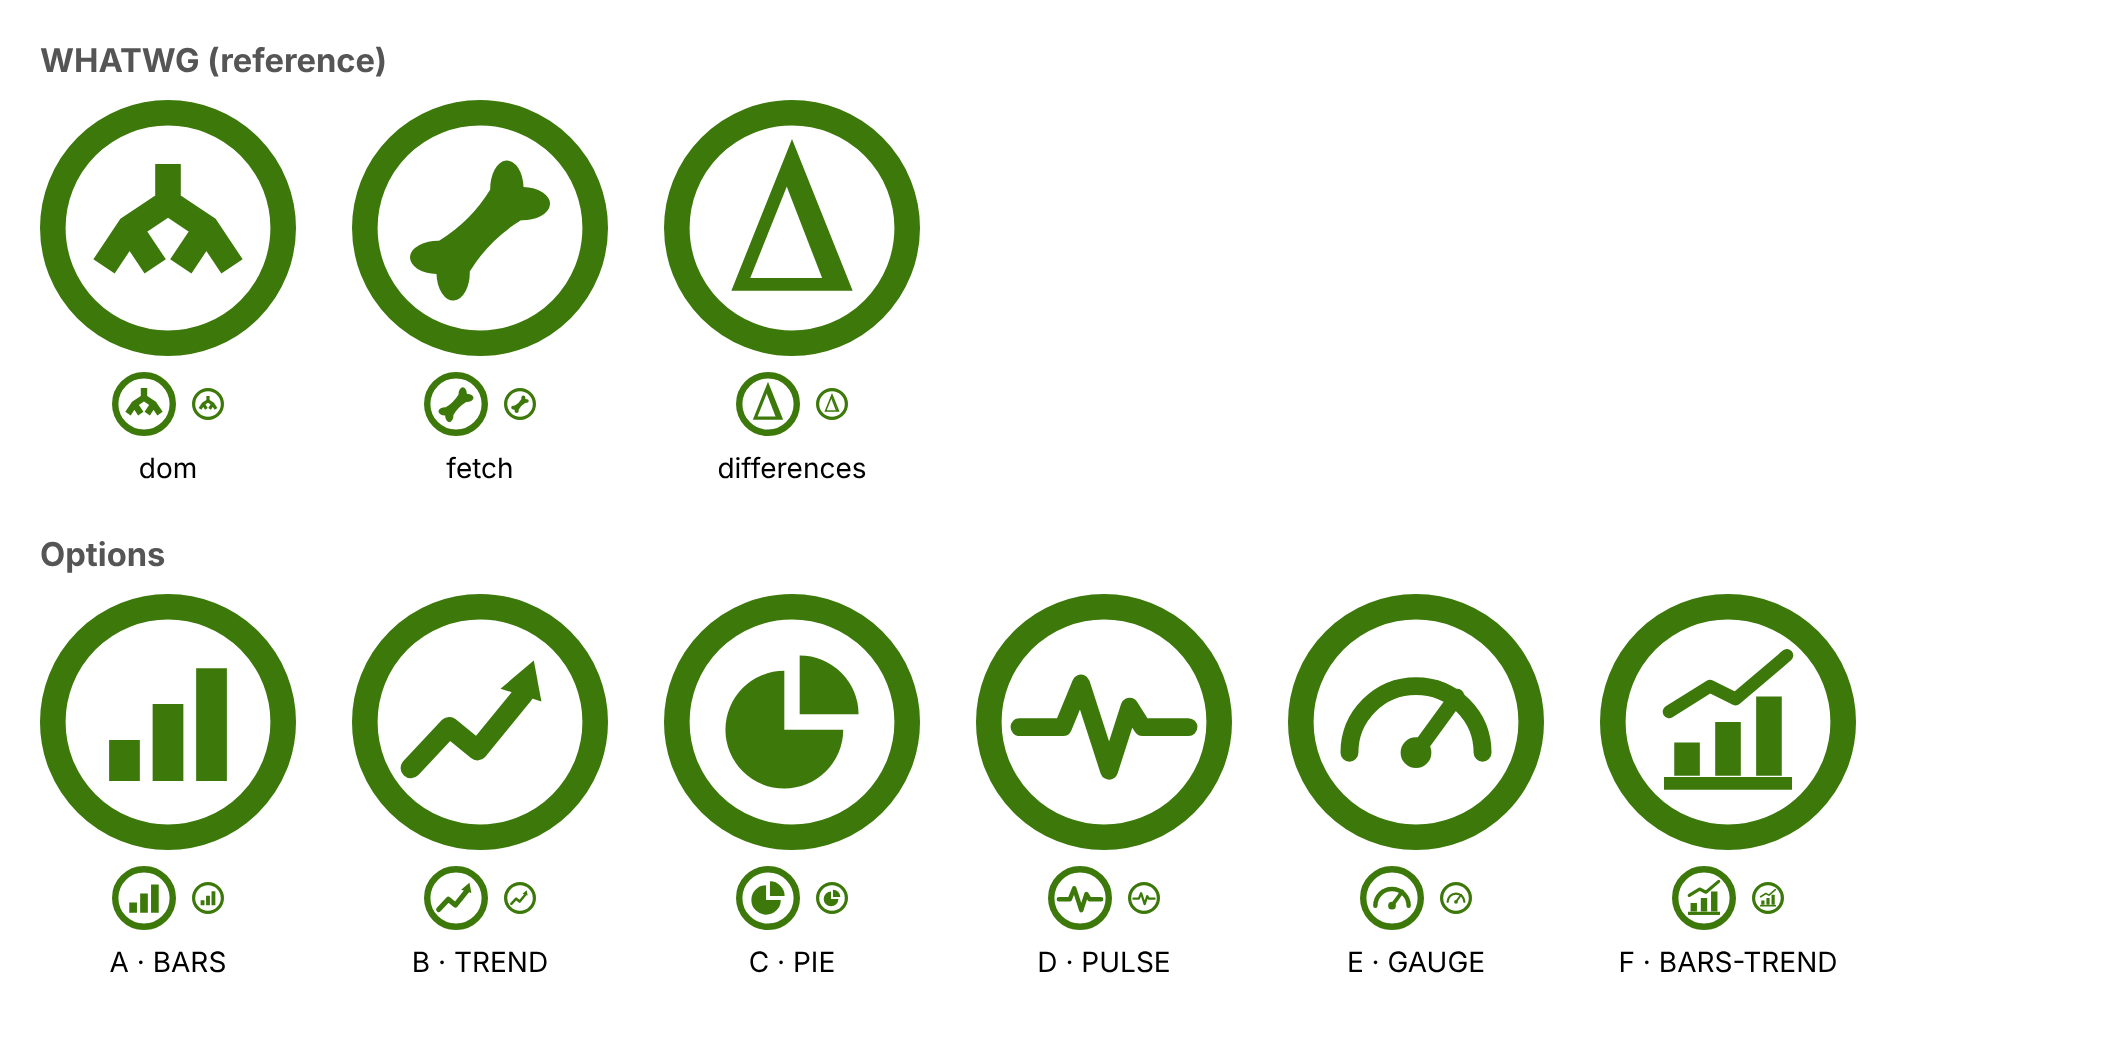 WHATWG (reference)
dom
fetch
differences
Options
A · BARS
B · TREND
C · PIE
D · PULSE
E · GAUGE
F · BARS-TREND